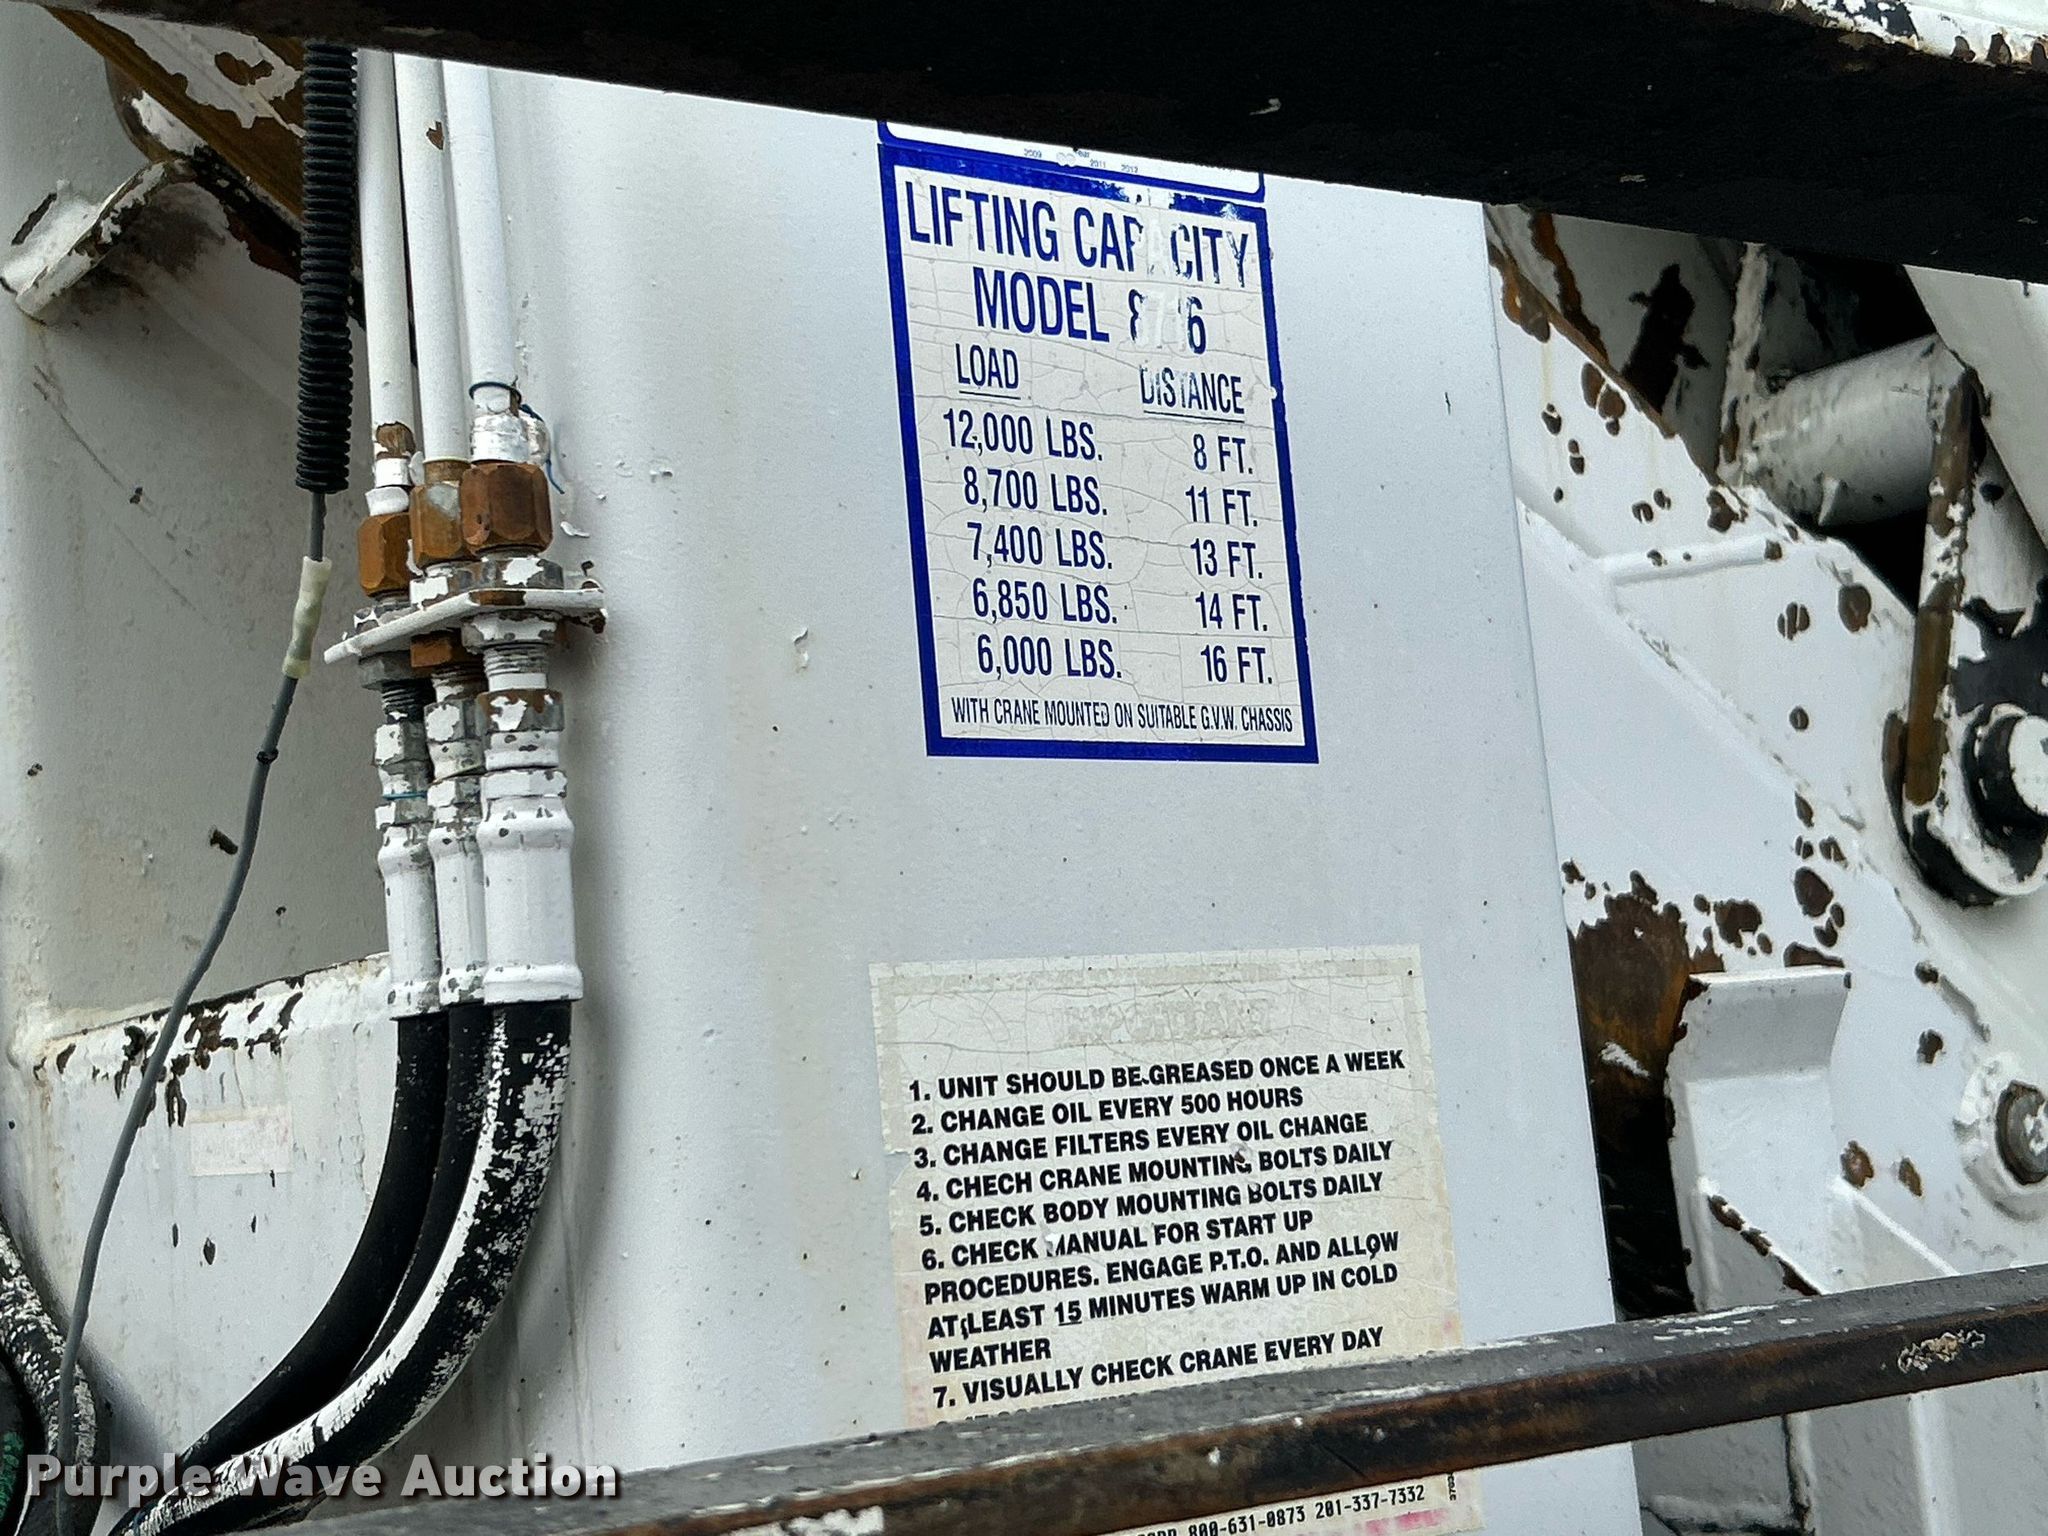 2009 2011 2012
LIFTING CAPACITY
MODEL 8716
LOAD DISTANCE
12,000 LBS. 8 FT.
8,700 LBS. 11 FT.
7,400 LBS. 13 FT.
6,850 LBS. 14 FT.
6,000 LBS. 16 FT.
WITH CRANE MOUNTED ON SUITABLE G.V.W. CHASSIS
1. UNIT SHOULD BE GREASED ONCE A WEEK
2. CHANGE OIL EVERY 500 HOURS
3. CHANGE FILTERS EVERY OIL CHANGE
4. CHECH CRANE MOUNTING BOLTS DAILY
5. CHECK BODY MOUNTING BOLTS DAILY
6. CHECK MANUAL FOR START UP
PROCEDURES. ENGAGE P.T.O. AND ALLOW
AT LEAST 15 MINUTES WARM UP IN COLD
WEATHER
7. VISUALLY CHECK CRANE EVERY DAY
800-631-0873 201-337-7332
Purple Wave Auction